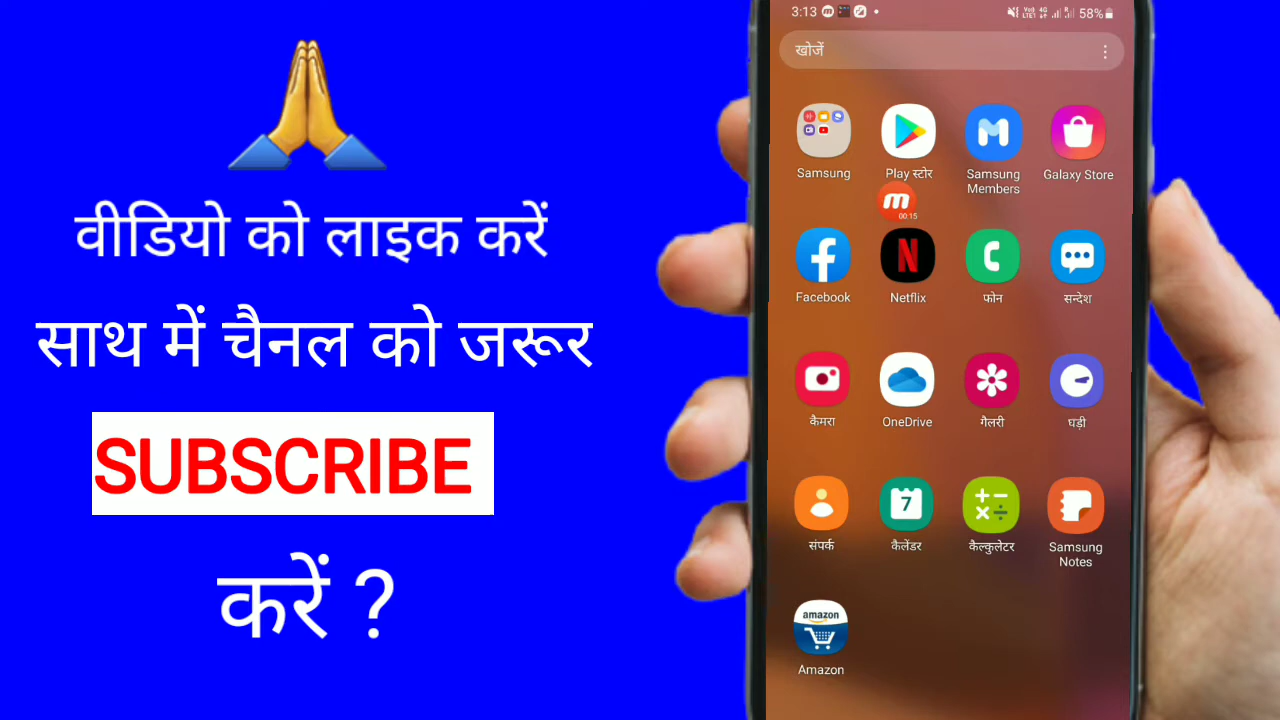 वीडियो को लाइक करें
साथ में चैनल को जरूर
SUBSCRIBE
करें ?
3:13
58%
खोजें
Samsung
Play स्टोर
Samsung Members
Galaxy Store
00:15
Facebook
Netflix
फोन
सन्देश
कैमरा
OneDrive
गैलरी
घड़ी
संपर्क
7
कैलेंडर
कैल्कुलेटर
Samsung Notes
amazon
Amazon